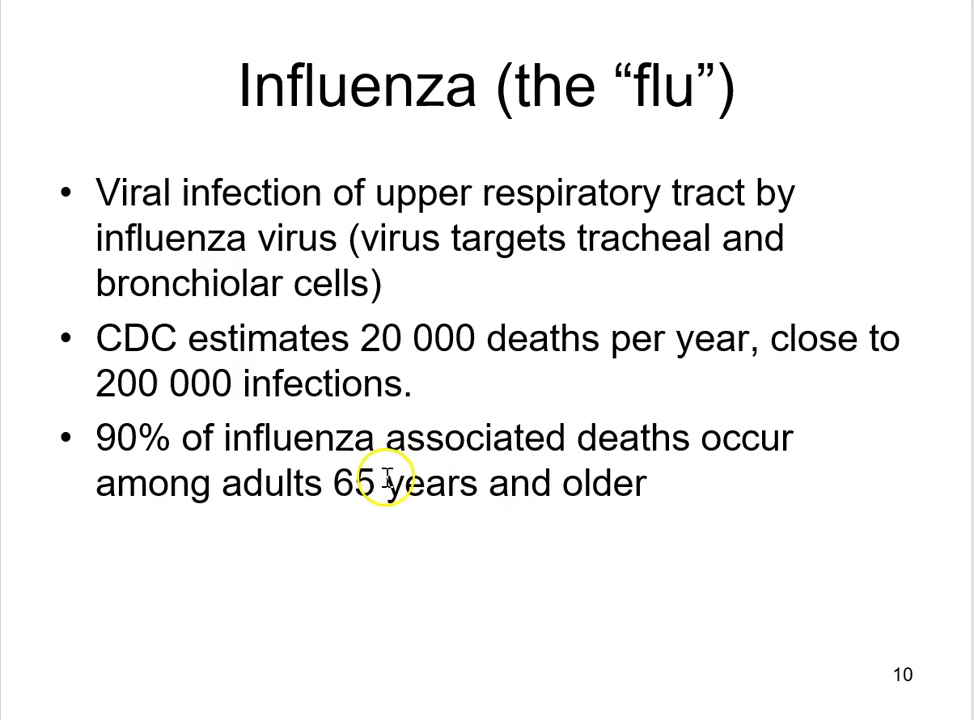 Influenza (the “flu”)
• Viral infection of upper respiratory tract by
influenza virus (virus targets tracheal and
bronchiolar cells)
• CDC estimates 20 000 deaths per year, close to
200 000 infections.
• 90% of influenza associated deaths occur
among adults 65 years and older
10